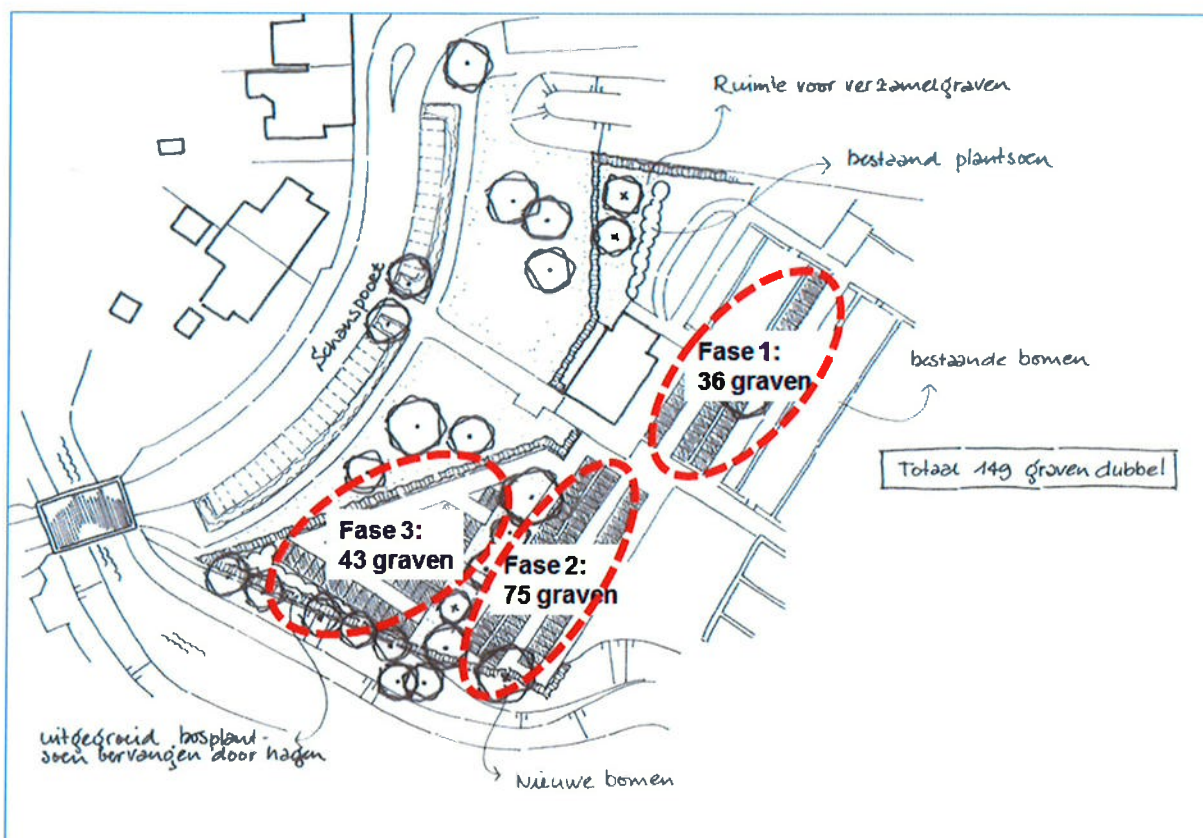 Ruimte voor verzamelgraven
bestaand plantsoen
Schanspoort
Fase 1:
36 graven
bestaande bomen
Totaal 149 graven dubbel
Fase 3:
43 graven
Fase 2:
75 graven
uitgegroeid bosplant-
soen vervangen door hagen
Nieuwe bomen